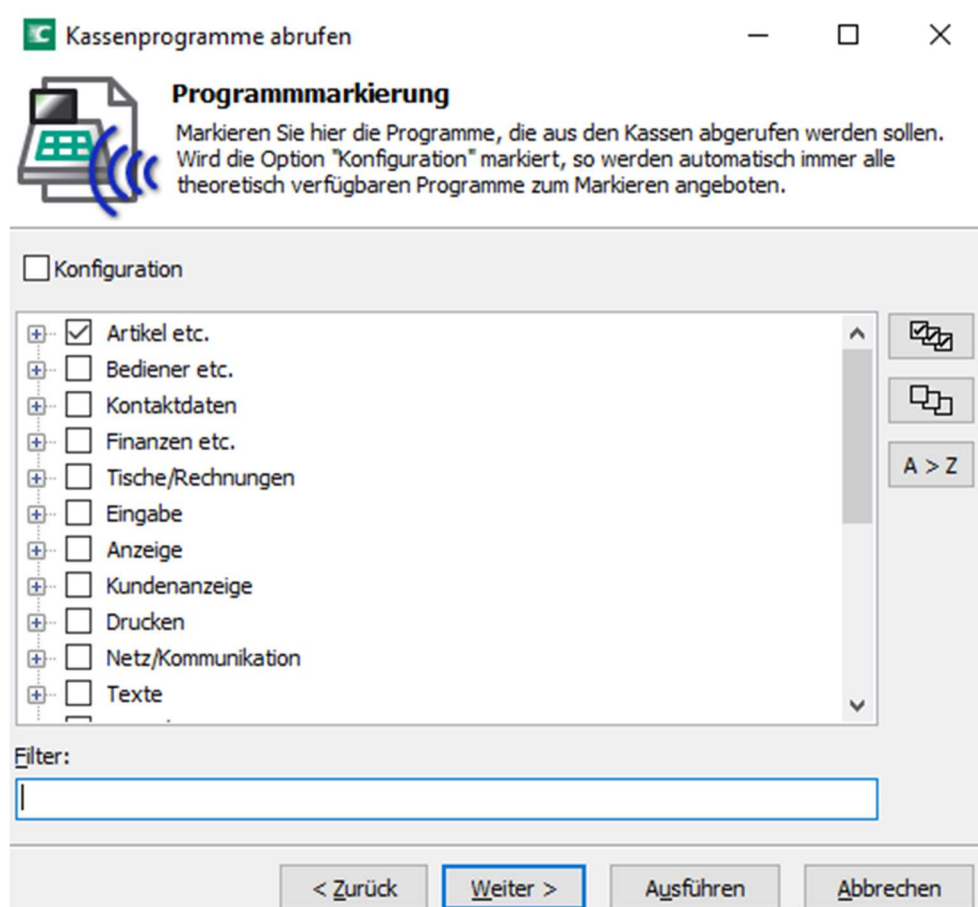 Kassenprogramme abrufen
Programmmarkierung
Markieren Sie hier die Programme, die aus den Kassen abgerufen werden sollen.
Wird die Option "Konfiguration" markiert, so werden automatisch immer alle
theoretisch verfügbaren Programme zum Markieren angeboten.
Konfiguration
Artikel etc.
Bediener etc.
Kontaktdaten
Finanzen etc.
Tische/Rechnungen
Eingabe
Anzeige
Kundenanzeige
Drucken
Netz/Kommunikation
Texte
A > Z
Filter:
< Zurück
Weiter >
Ausführen
Abbrechen